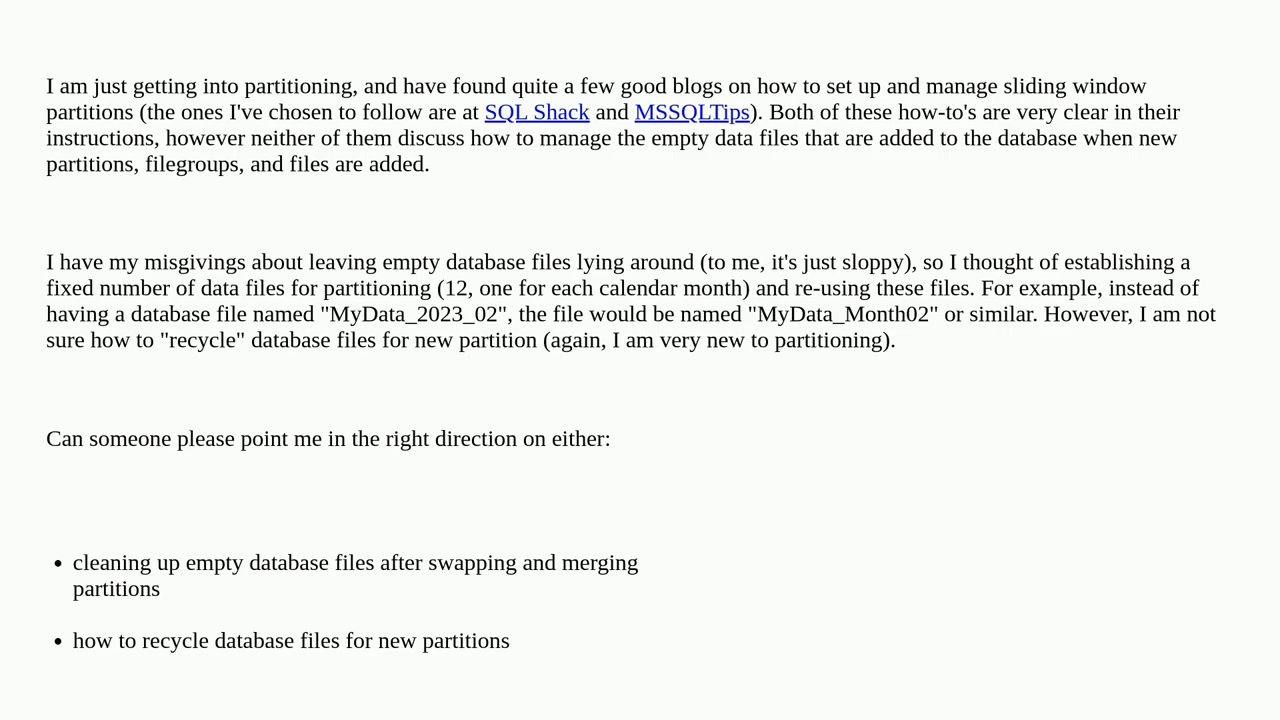 I am just getting into partitioning, and have found quite a few good blogs on how to set up and manage sliding window
partitions (the ones I've chosen to follow are at SQL Shack and MSSQLTips). Both of these how-to's are very clear in their
instructions, however neither of them discuss how to manage the empty data files that are added to the database when new
partitions, filegroups, and files are added.
I have my misgivings about leaving empty database files lying around (to me, it's just sloppy), so I thought of establishing a
fixed number of data files for partitioning (12, one for each calendar month) and re-using these files. For example, instead of
having a database file named "MyData_2023_02", the file would be named "MyData_Month02" or similar. However, I am not
sure how to "recycle" database files for new partition (again, I am very new to partitioning).
Can someone please point me in the right direction on either:
• cleaning up empty database files after swapping and merging
partitions
• how to recycle database files for new partitions